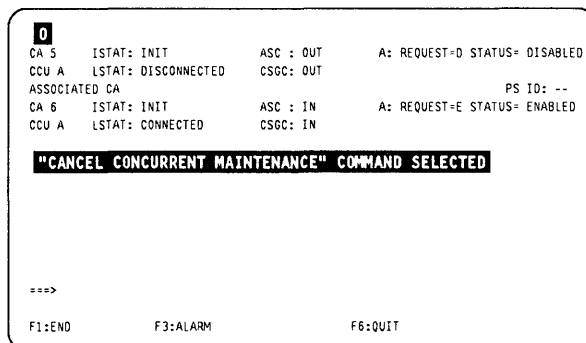 0
CA 5 ISTAT: INIT ASC : OUT A: REQUEST=D STATUS= DISABLED
CCU A LSTAT: DISCONNECTED CSGC: OUT
ASSOCIATED CA PS ID: --
CA 6 ISTAT: INIT ASC : IN A: REQUEST=E STATUS= ENABLED
CCU A LSTAT: CONNECTED CSGC: IN
"CANCEL CONCURRENT MAINTENANCE" COMMAND SELECTED
===>
F1:END F3:ALARM F6:QUIT